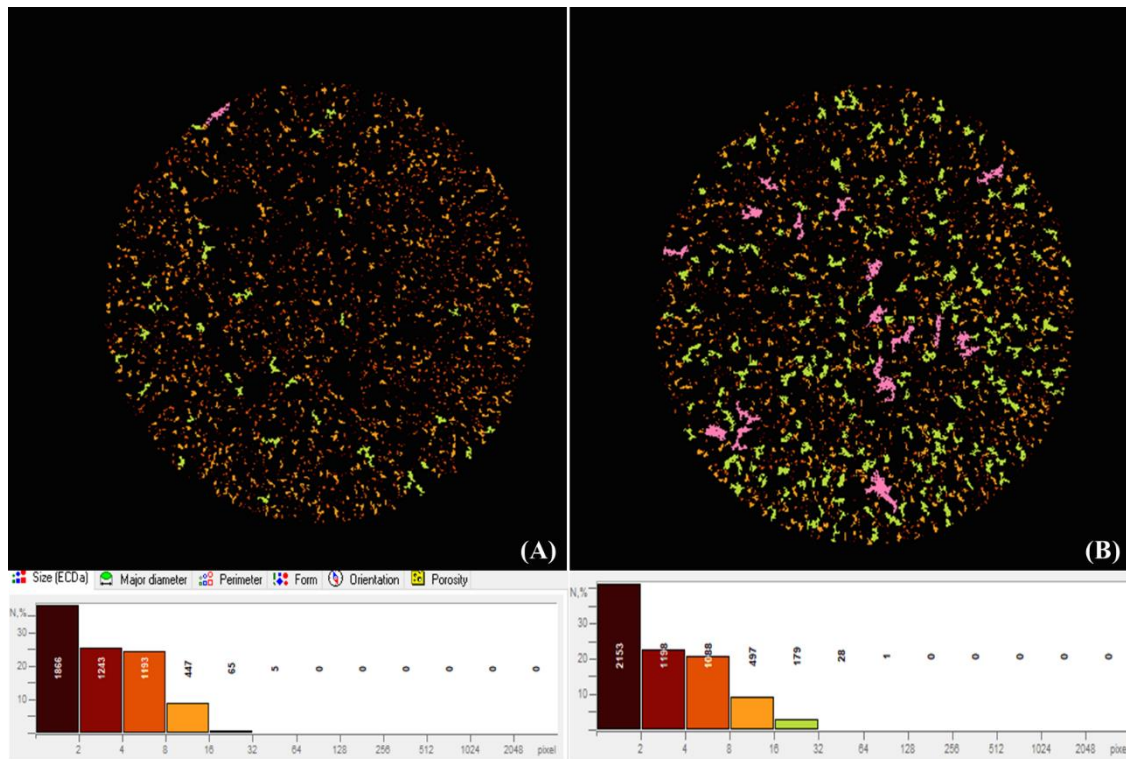 (A)
(B)
Size (ECDa) Major diameter Perimeter Form Orientation Porosity
N,%
30
20
10
1866 1243 1193 447 65 5 0 0 0 0 0 0
2 4 8 16 32 64 128 256 512 1024 2048 pixel
N,%
30
20
10
2153 1198 1088 497 179 28 1 0 0 0 0 0
2 4 8 16 32 64 128 256 512 1024 2048 pixel